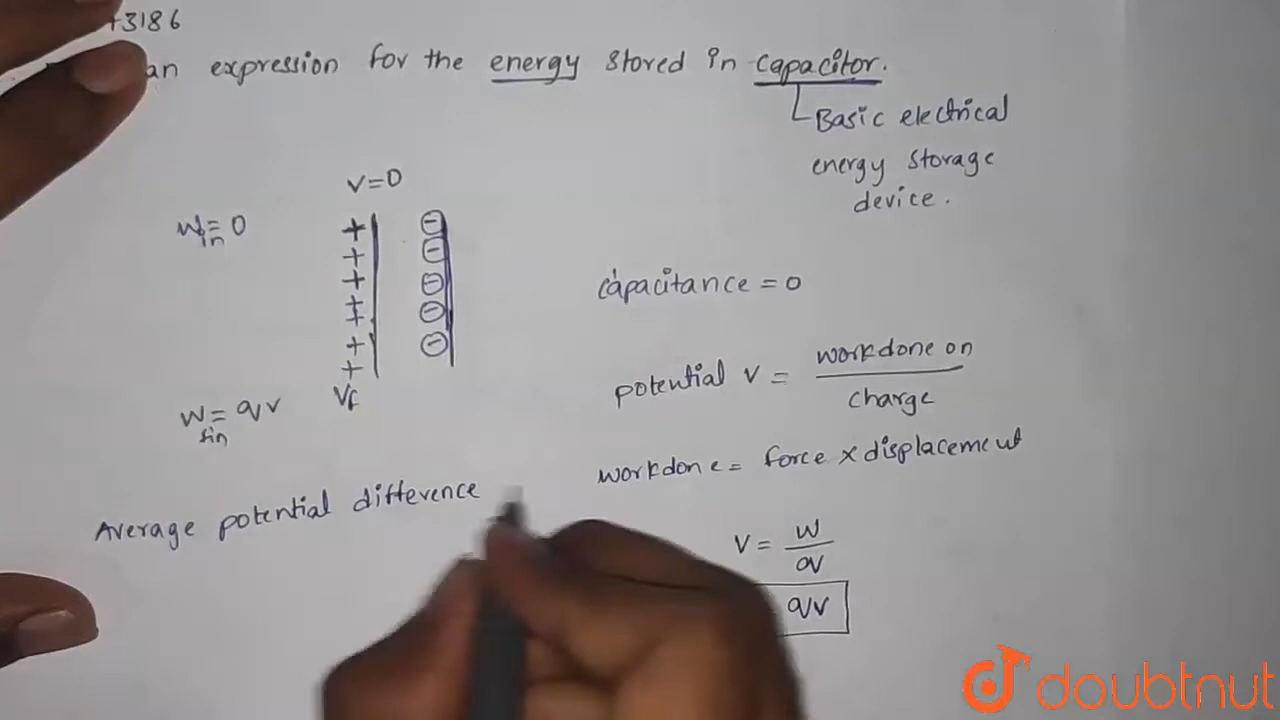 +3186
an expression for the energy stored in capacitor.
Basic electrical
energy storage
device.
V=0
W=0
in
+ -
+ -
+ -
+ -
+
+ -
+
capacitance = 0
potential V = workdone on
charge
Vf
W = qV
fin
workdone = force × displacement
Average potential difference
V = W
q
qV
doubtnut